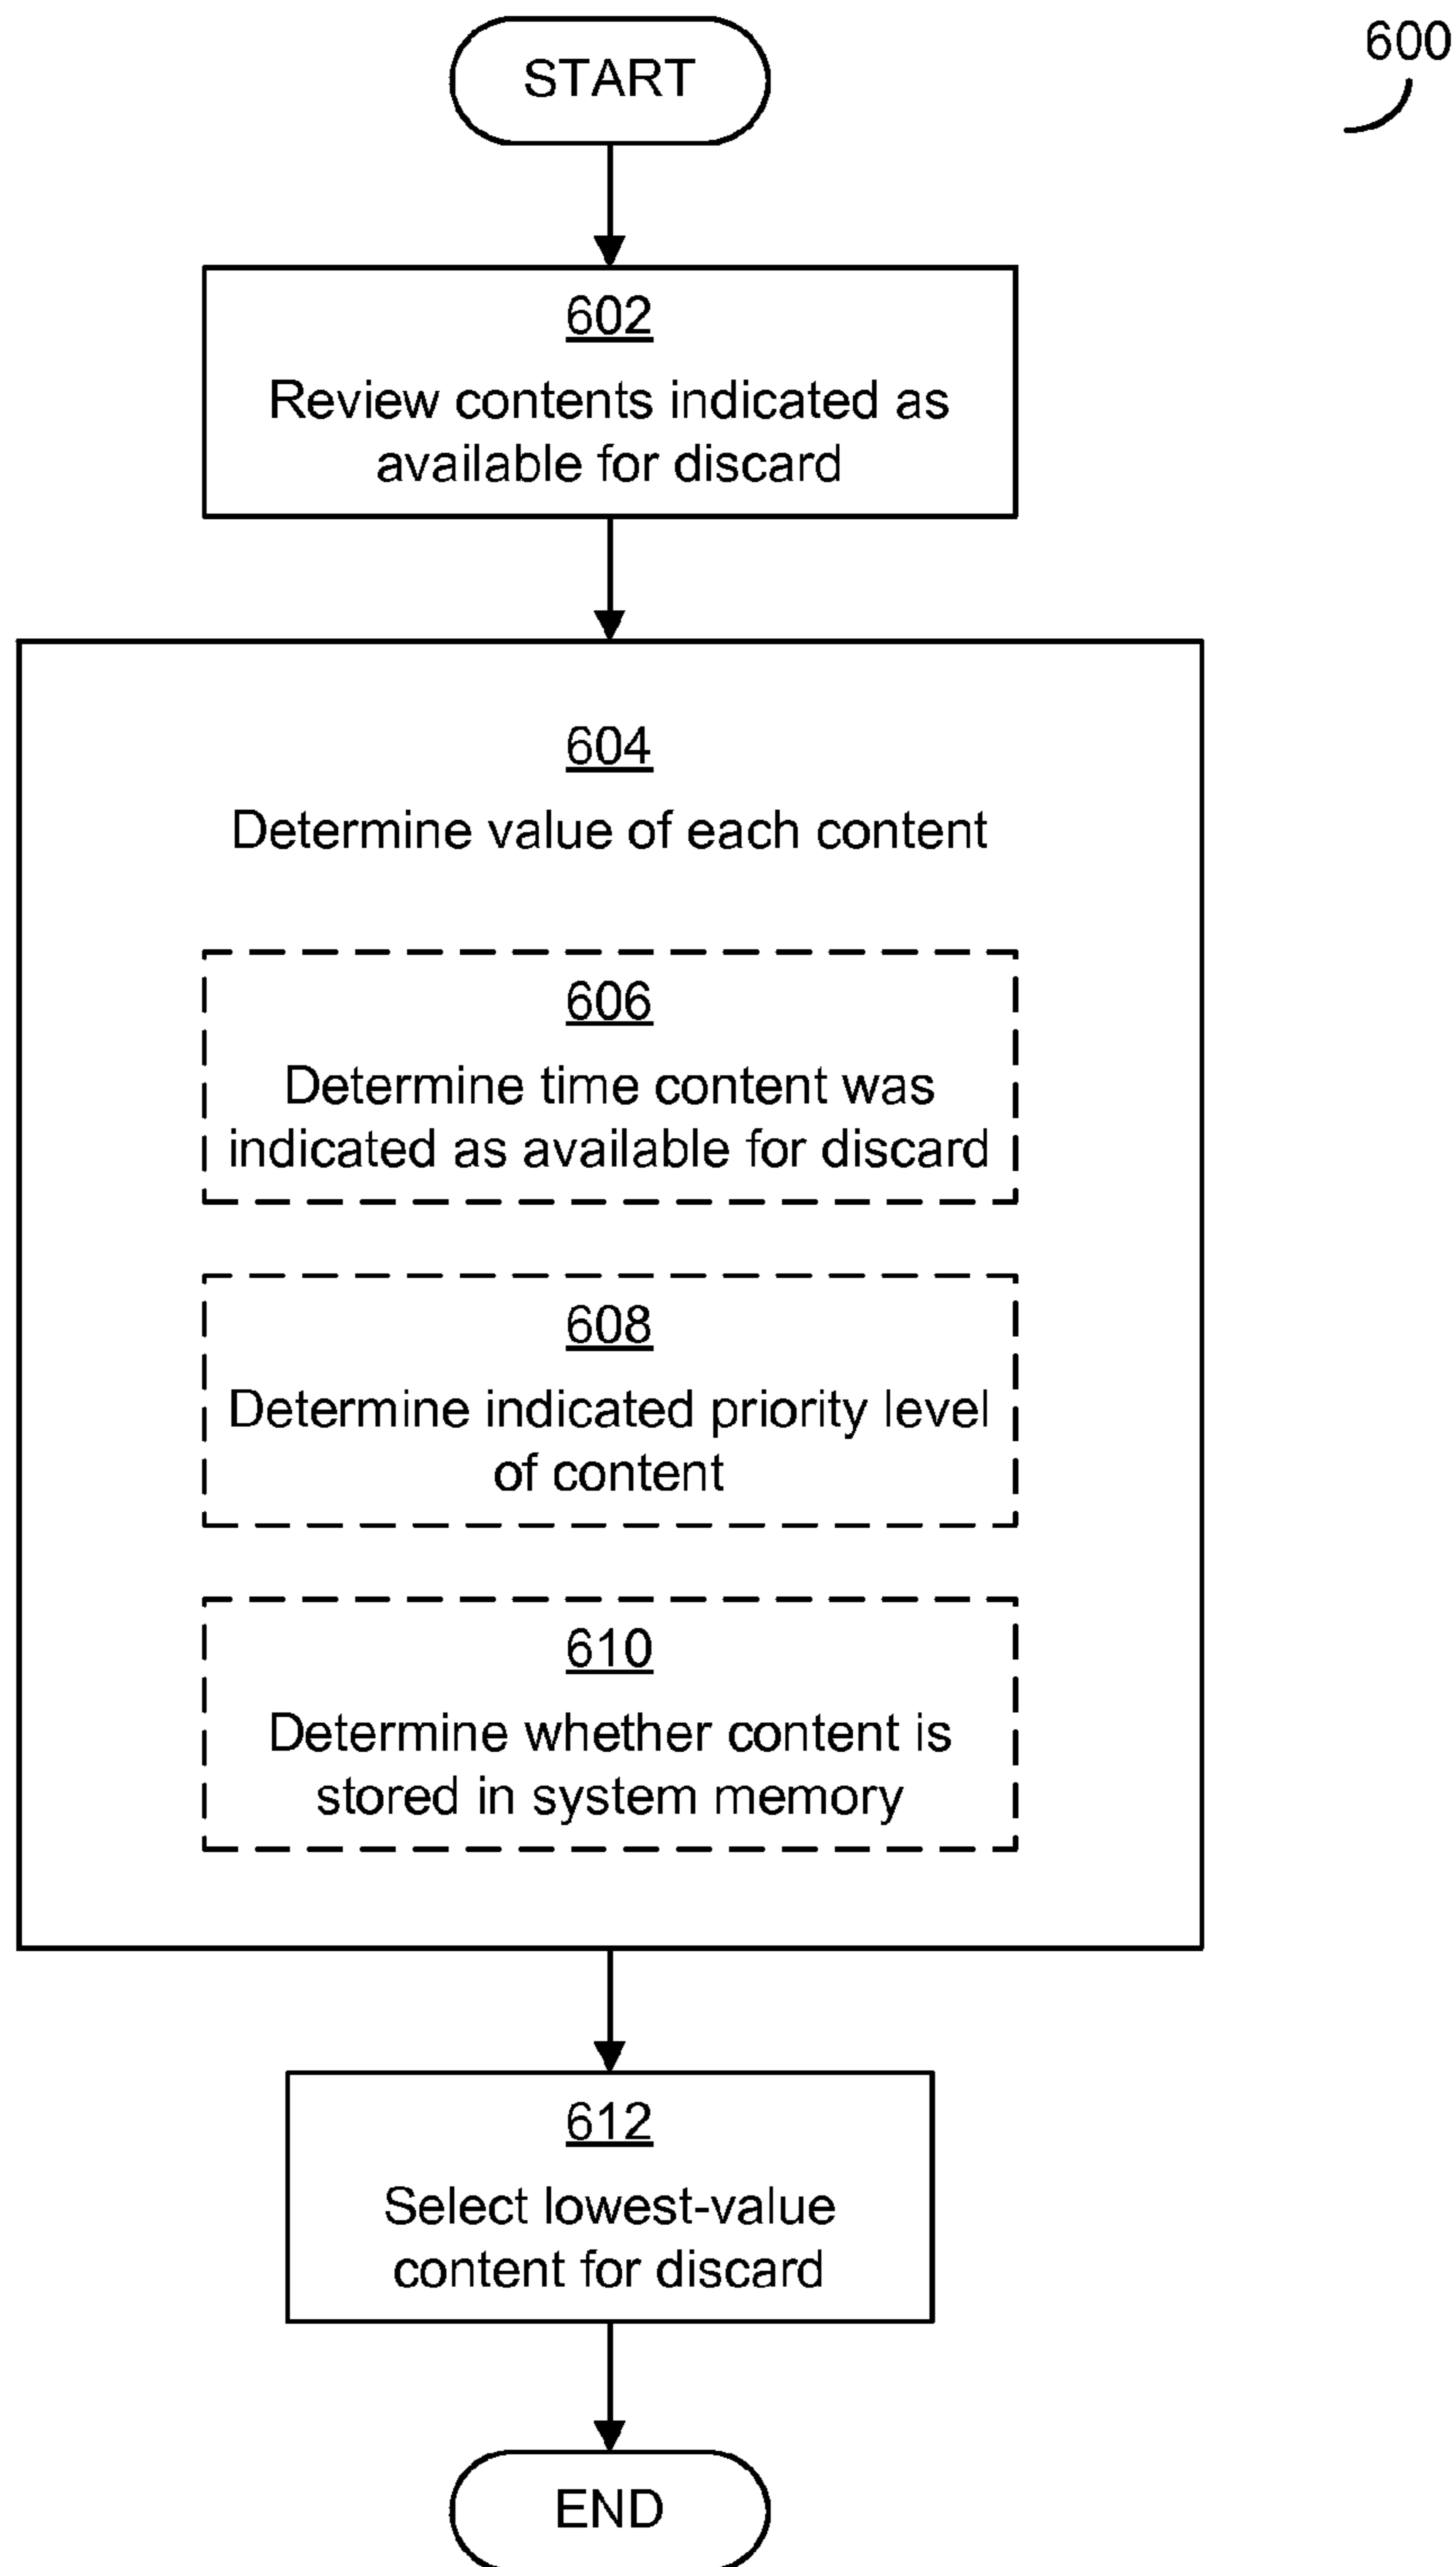 600
START
602
Review contents indicated as
available for discard
604
Determine value of each content
606
Determine time content was
indicated as available for discard
608
Determine indicated priority level
of content
610
Determine whether content is
stored in system memory
612
Select lowest-value
content for discard
END